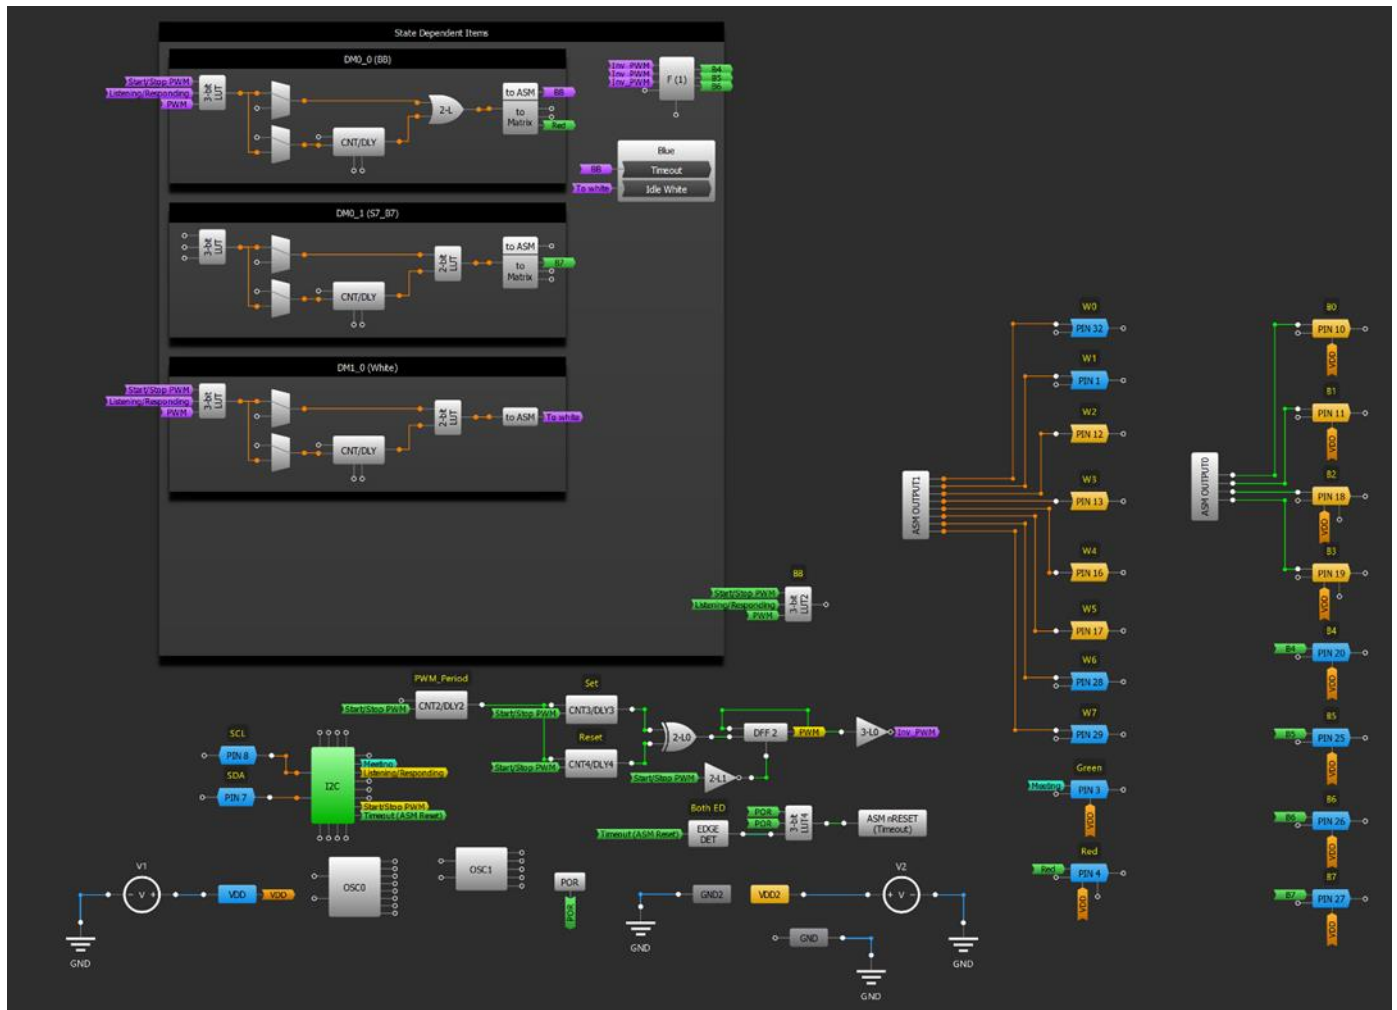 State Dependent Items
DM0_0 (BB)
Start/Stop PWM
Listening/Responding
PWM
3-bit LUT
CNT/DLY
2-L
to ASM
to Matrix
BB
Red
Inv_PWM
Inv_PWM
Inv_PWM
F (1)
B4
B5
B6
Blue
BB
Timeout
To white
Idle White
DM0_1 (S7_B7)
3-bit LUT
CNT/DLY
2-bit LUT
to ASM
to Matrix
B7
DM1_0 (White)
Start/Stop PWM
Listening/Responding
PWM
3-bit LUT
CNT/DLY
2-bit LUT
to ASM
To white
BB
Start/Stop PWM
Listening/Responding
PWM
3-bit LUT2
ASM OUTPUT1
W0
PIN 32
W1
PIN 1
W2
PIN 12
W3
PIN 13
W4
PIN 16
W5
PIN 17
W6
PIN 28
W7
PIN 29
Green
Meeting
PIN 3
VDD
Red
Red
PIN 4
VDD
ASM OUTPUT0
B0
PIN 10
VDD
B1
PIN 11
VDD
B2
PIN 18
VDD
B3
PIN 19
VDD
B4
B4
PIN 20
VDD
B5
B5
PIN 25
VDD
B6
B6
PIN 26
VDD
B7
B7
PIN 27
VDD
PWM_Period
Start/Stop PWM
CNT2/DLY2
Set
Start/Stop PWM
CNT3/DLY3
Reset
Start/Stop PWM
CNT4/DLY4
2-L0
DFF 2
PWM
3-L0
Inv_PWM
Start/Stop PWM
2-L1
SCL
PIN 8
SDA
PIN 7
I2C
Meeting
Listening/Responding
Start/Stop PWM
Timeout (ASM Reset)
Both ED
Timeout (ASM Reset)
EDGE DET
POR
POR
3-bit LUT4
ASM nRESET (Timeout)
V1
- V +
VDD
VDD
GND
OSC0
OSC1
POR
POR
GND
GND2
VDD2
V2
+ V -
GND
GND
GND